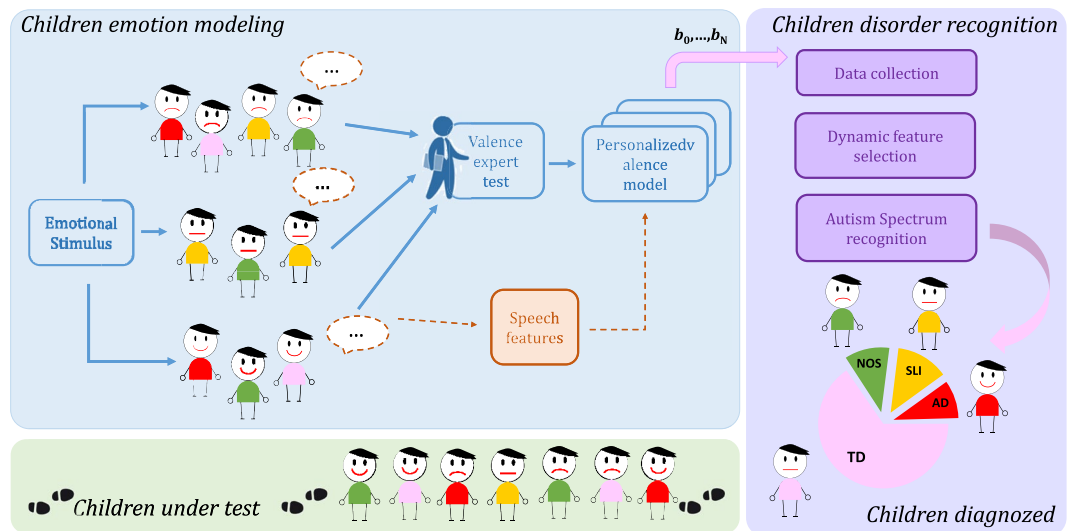 Children emotion modeling
...
...
...
Emotional
Stimulus
Valence
expert
test
Personalizedv
alence
model
Speech
features
b0,...,bN
Children disorder recognition
Data collection
Dynamic feature
selection
Autism Spectrum
recognition
NOS
SLI
AD
TD
Children diagnosed
Children under test